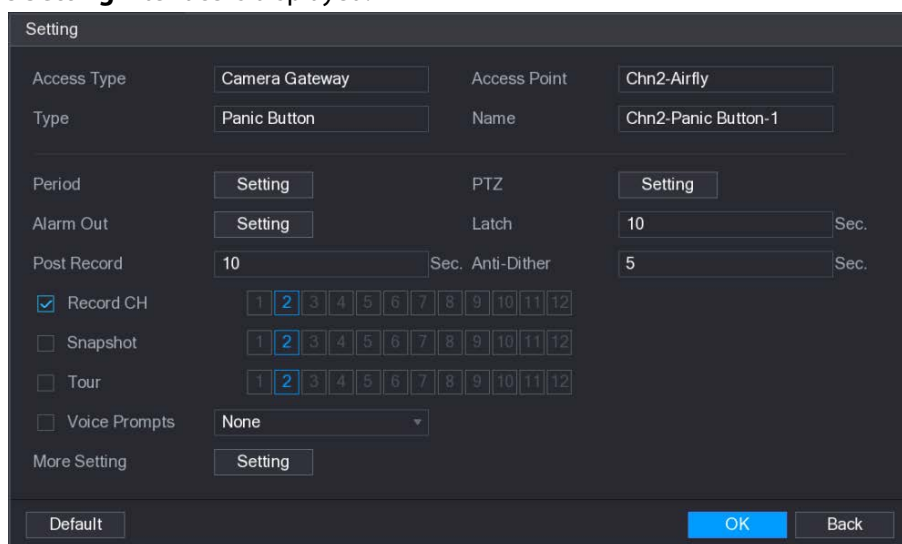 Setting
Access Type Camera Gateway Access Point Chn2-Airfly
Type Panic Button Name Chn2-Panic Button-1
Period Setting PTZ Setting
Alarm Out Setting Latch 10 Sec.
Post Record 10 Sec. Anti-Dither 5 Sec.
Record CH 1 2 3 4 5 6 7 8 9 10 11 12
Snapshot 1 2 3 4 5 6 7 8 9 10 11 12
Tour 1 2 3 4 5 6 7 8 9 10 11 12
Voice Prompts None
More Setting Setting
Default OK Back